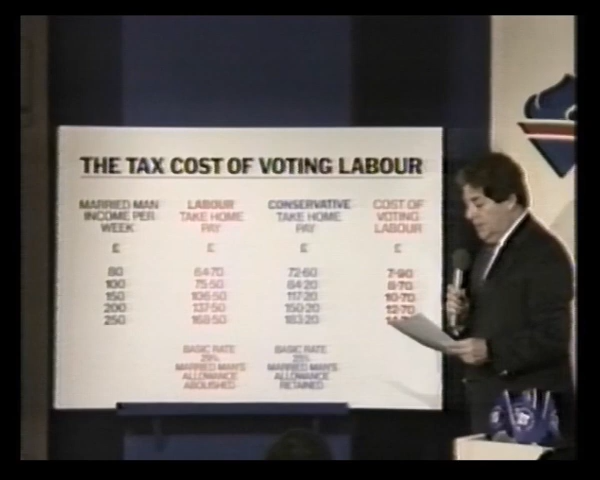 THE TAX COST OF VOTING LABOUR
MARRIED MAN
INCOME PER
WEEK
£
LABOUR
TAKE HOME
PAY
£
CONSERVATIVE
TAKE HOME
PAY
£
COST OF
VOTING
LABOUR
£
80 64·70 72·60 7·90
100 75·50 84·20 8·70
150 106·50 117·20 10·70
200 137·50 150·20 12·70
250 168·50 183·20
BASIC RATE
29%
MARRIED MAN'S
ALLOWANCE
ABOLISHED
BASIC RATE
MARRIED MAN'S
ALLOWANCE
RETAINED